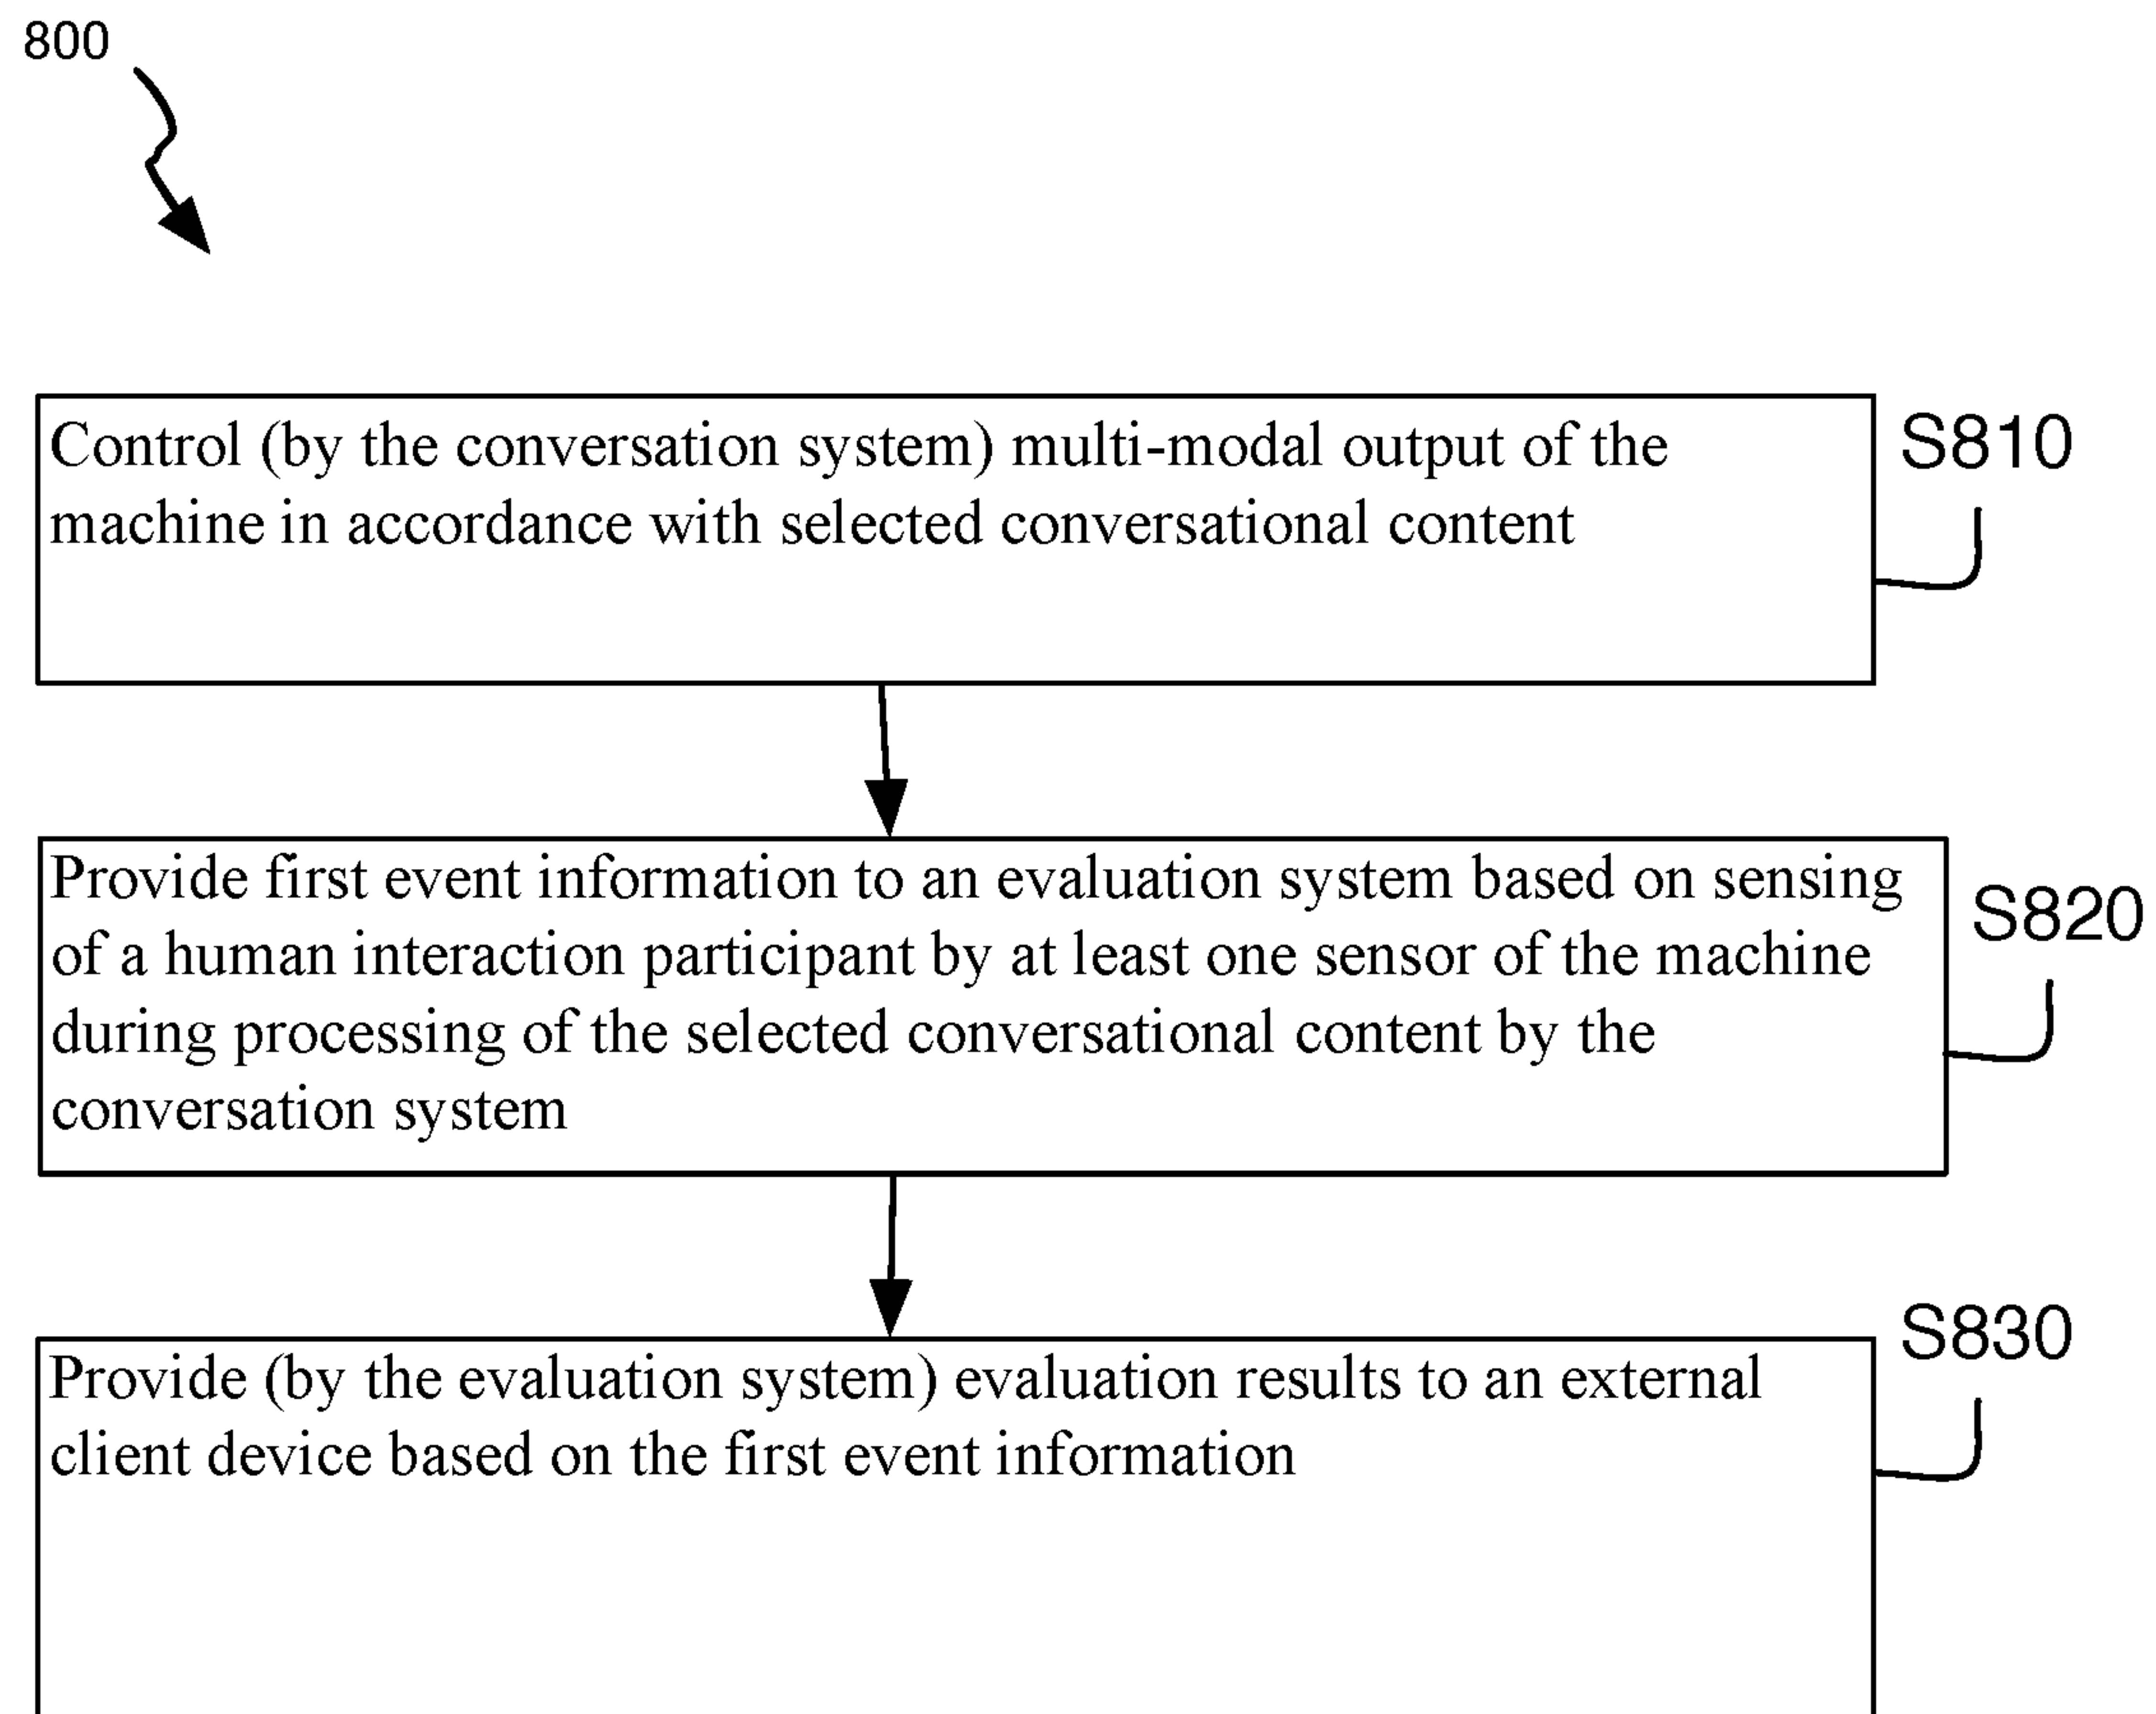 800
Control (by the conversation system) multi-modal output of the
machine in accordance with selected conversational content
S810
Provide first event information to an evaluation system based on sensing
of a human interaction participant by at least one sensor of the machine
during processing of the selected conversational content by the
conversation system
S820
Provide (by the evaluation system) evaluation results to an external
client device based on the first event information
S830